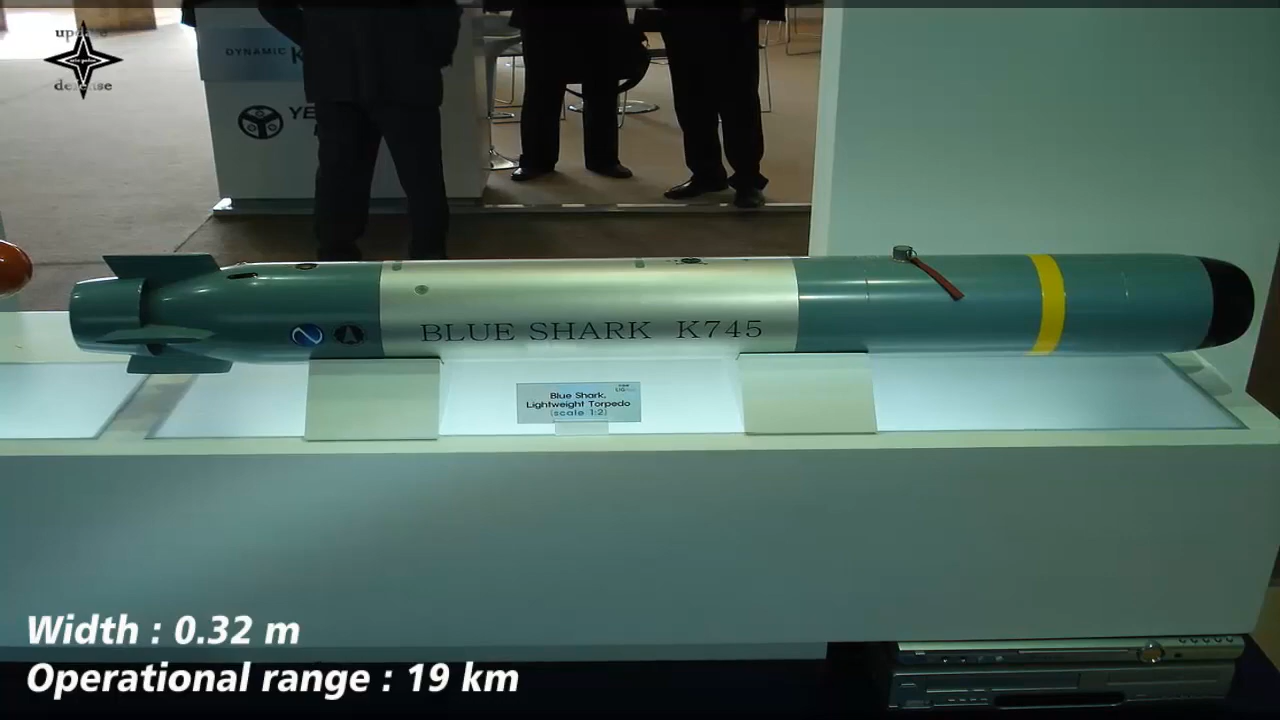 update
defense
DYNAMIC K
YE
BLUE SHARK K745
Blue Shark,
Lightweight Torpedo
(scale 1:2)
Width : 0.32 m
Operational range : 19 km